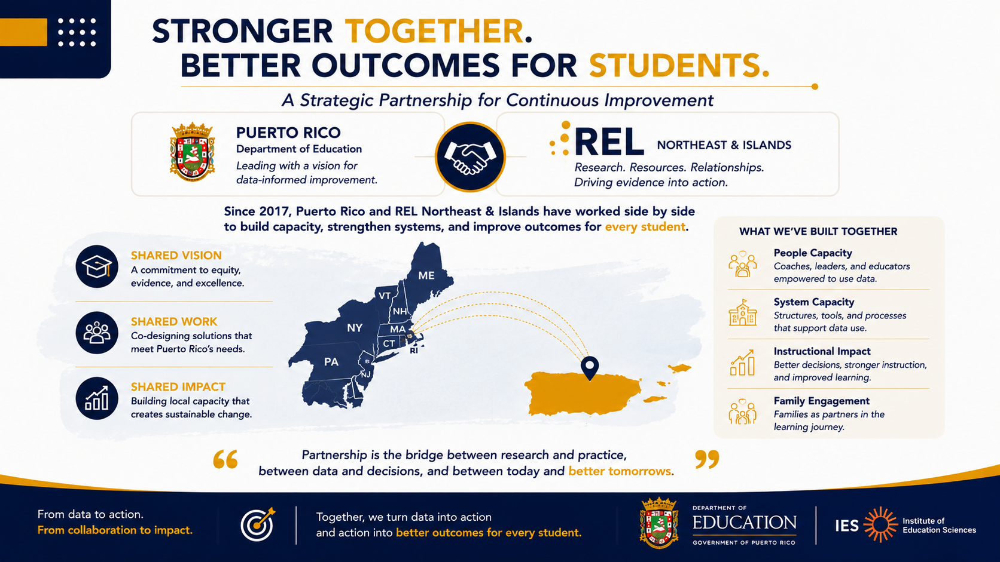 STRONGER TOGETHER.
BETTER OUTCOMES FOR STUDENTS.
A Strategic Partnership for Continuous Improvement
PUERTO RICO
Department of Education
Leading with a vision for
data-informed improvement.
REL NORTHEAST & ISLANDS
Research. Resources. Relationships.
Driving evidence into action.
Since 2017, Puerto Rico and REL Northeast & Islands have worked side by side
to build capacity, strengthen systems, and improve outcomes for every student.
SHARED VISION
A commitment to equity,
evidence, and excellence.
SHARED WORK
Co-designing solutions that
meet Puerto Rico's needs.
SHARED IMPACT
Building local capacity that
creates sustainable change.
ME
VT
NH
NY
MA
CT
RI
PA
NJ
WHAT WE'VE BUILT TOGETHER
People Capacity
Coaches, leaders, and educators
empowered to use data.
System Capacity
Structures, tools, and processes
that support data use.
Instructional Impact
Better decisions, stronger instruction,
and improved learning.
Family Engagement
Families as partners in the
learning journey.
“ Partnership is the bridge between research and practice,
between data and decisions, and between today and better tomorrows. ”
From data to action.
From collaboration to impact.
Together, we turn data into action
and action into better outcomes for every student.
DEPARTMENT OF
EDUCATION
GOVERNMENT OF PUERTO RICO
IES Institute of
Education Sciences